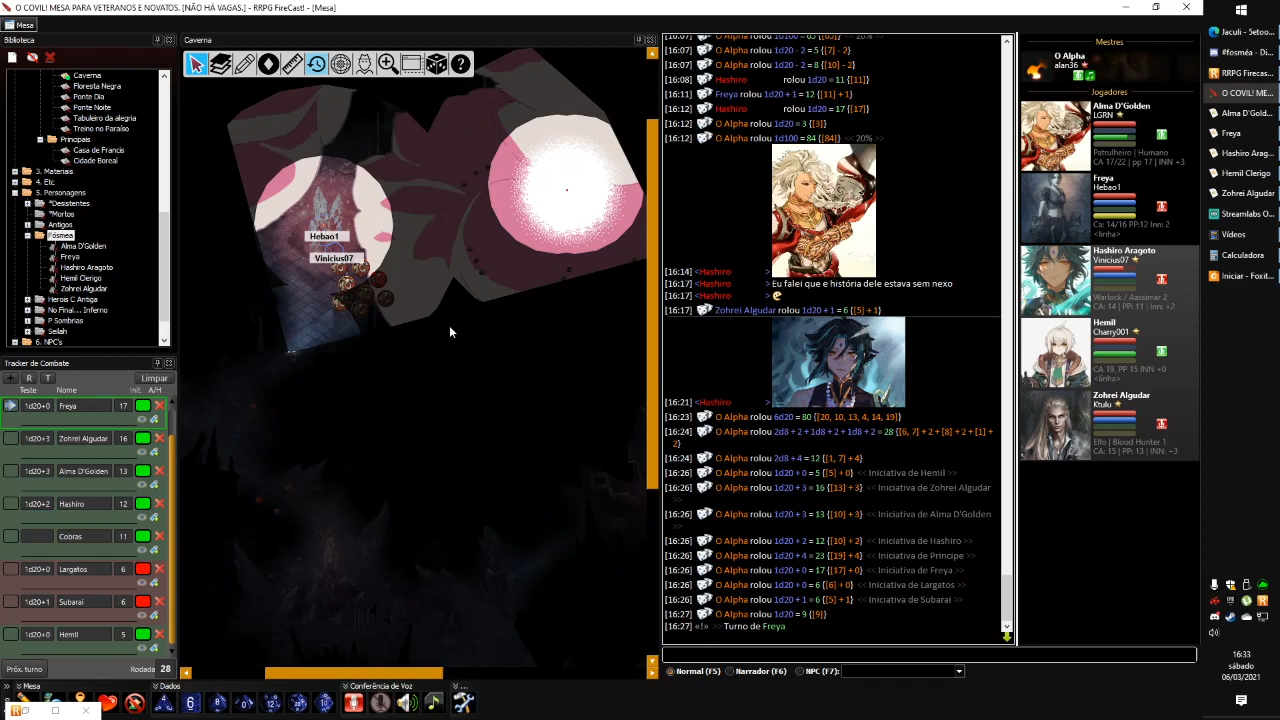 O COVIL! MESA PARA VETERANOS E NOVATOS. [NÃO HÁ VAGAS.] - RRPG FireCast! - [Mesa]
Mesa
Biblioteca
Caverna
Floresta Negra
Ponte Dia
Ponte Noite
Tabuleiro da alegria
Treino no Paraíso
Principais
Casa de Fen
Cidade Boreal
3. Materais
4. Etc
5. Personagens
*Desistentes
*Mortos
Antigos
Fósmea
Alma D'Golden
Freya
Hashiro Aragoto
Hemil Clerigo
Zohrei Algudar
Herois C Antiga
No Final... Inferno
P Sombrias
Selah
6. NPC's
Tracker de Combate
R T Limpar
Teste Nome Init A/H
1d20+0 Freya 17
1d20+3 Zohrei Algudar 16
1d20+3 Alma D'Golden 13
1d20+2 Hashiro 12
Cobras 11
1d20+0 Largatos 6
1d20+1 Subarai 6
1d20+0 Hemil 5
Próx. turno Rodada 28
Caverna
Hebao1
Vinicius07
[16:07] O Alpha rolou 1d20 - 2 = 5 {[7] - 2}
[16:07] O Alpha rolou 1d20 - 2 = 8 {[10] - 2}
[16:08] Hashiro rolou 1d20 = 11 {[11]}
[16:11] Freya rolou 1d20 + 1 = 12 {[11] + 1}
[16:12] Hashiro rolou 1d20 = 17 {[17]}
[16:12] O Alpha rolou 1d20 = 3 {[3]}
[16:12] O Alpha rolou 1d100 = 84 {[84]} << 20% >>
[16:14] <Hashiro >
[16:17] <Hashiro > Eu falei que e história dele estava sem nexo
[16:17] <Hashiro >
[16:17] Zohrei Algudar rolou 1d20 + 1 = 6 {[5] + 1}
[16:21] <Hashiro >
[16:23] O Alpha rolou 6d20 = 80 {[20, 10, 13, 4, 14, 19]}
[16:24] O Alpha rolou 2d8 + 2 + 1d8 + 2 + 1d8 + 2 = 28 {[6, 7] + 2 + [8] + 2 + [1] +
2}
[16:24] O Alpha rolou 2d8 + 4 = 12 {[1, 7] + 4}
[16:26] O Alpha rolou 1d20 + 0 = 5 {[5] + 0} << Iniciativa de Hemil >>
[16:26] O Alpha rolou 1d20 + 3 = 16 {[13] + 3} << Iniciativa de Zohrei Algudar
>>
[16:26] O Alpha rolou 1d20 + 3 = 13 {[10] + 3} << Iniciativa de Alma D'Golden
>>
[16:26] O Alpha rolou 1d20 + 2 = 12 {[10] + 2} << Iniciativa de Hashiro >>
[16:26] O Alpha rolou 1d20 + 4 = 23 {[19] + 4} << Iniciativa de Principe >>
[16:26] O Alpha rolou 1d20 + 0 = 17 {[17] + 0} << Iniciativa de Freya >>
[16:26] O Alpha rolou 1d20 + 0 = 6 {[6] + 0} << Iniciativa de Largatos >>
[16:26] O Alpha rolou 1d20 + 1 = 6 {[5] + 1} << Iniciativa de Subarai >>
[16:27] O Alpha rolou 1d20 = 9 {[9]}
[16:27] «!» >> Turno de Freya
Normal (F5) Narrador (F6) NPC (F7):
Mesa Dados Conferência de Voz ...
Mestres
O Alpha
alan36
Jogadores
Alma D'Golden
LGRN
Patrulheiro | Humano
CA 17/22 | pp 17 | INN +3
Freya
Hebao1
Ca: 14/16 PP:12 Inn: 2
<linha>
Hashiro Aragoto
Vinicius07
Warlock / Aassimar 2
CA: 14 | PP: 11 | Inn: +2
Hemil
Charry001
CA 19, PP 15 INN +0
<linha>
Zohrei Algudar
Ktulu
Elfo | Blood Hunter 1
CA: 15 | PP: 13 | INN: +3
Jaculi - Setoo...
#fosméa - Di...
RRPG Firecas...
O COVIL! ME...
Alma D'Gold...
Freya
Hashiro Arag...
Hemil Clerigo
Zohrei Algudar
Streamlabs O...
Vídeos
Calculadora
Iniciar - Foxit...
16:33
sábado
06/03/2021